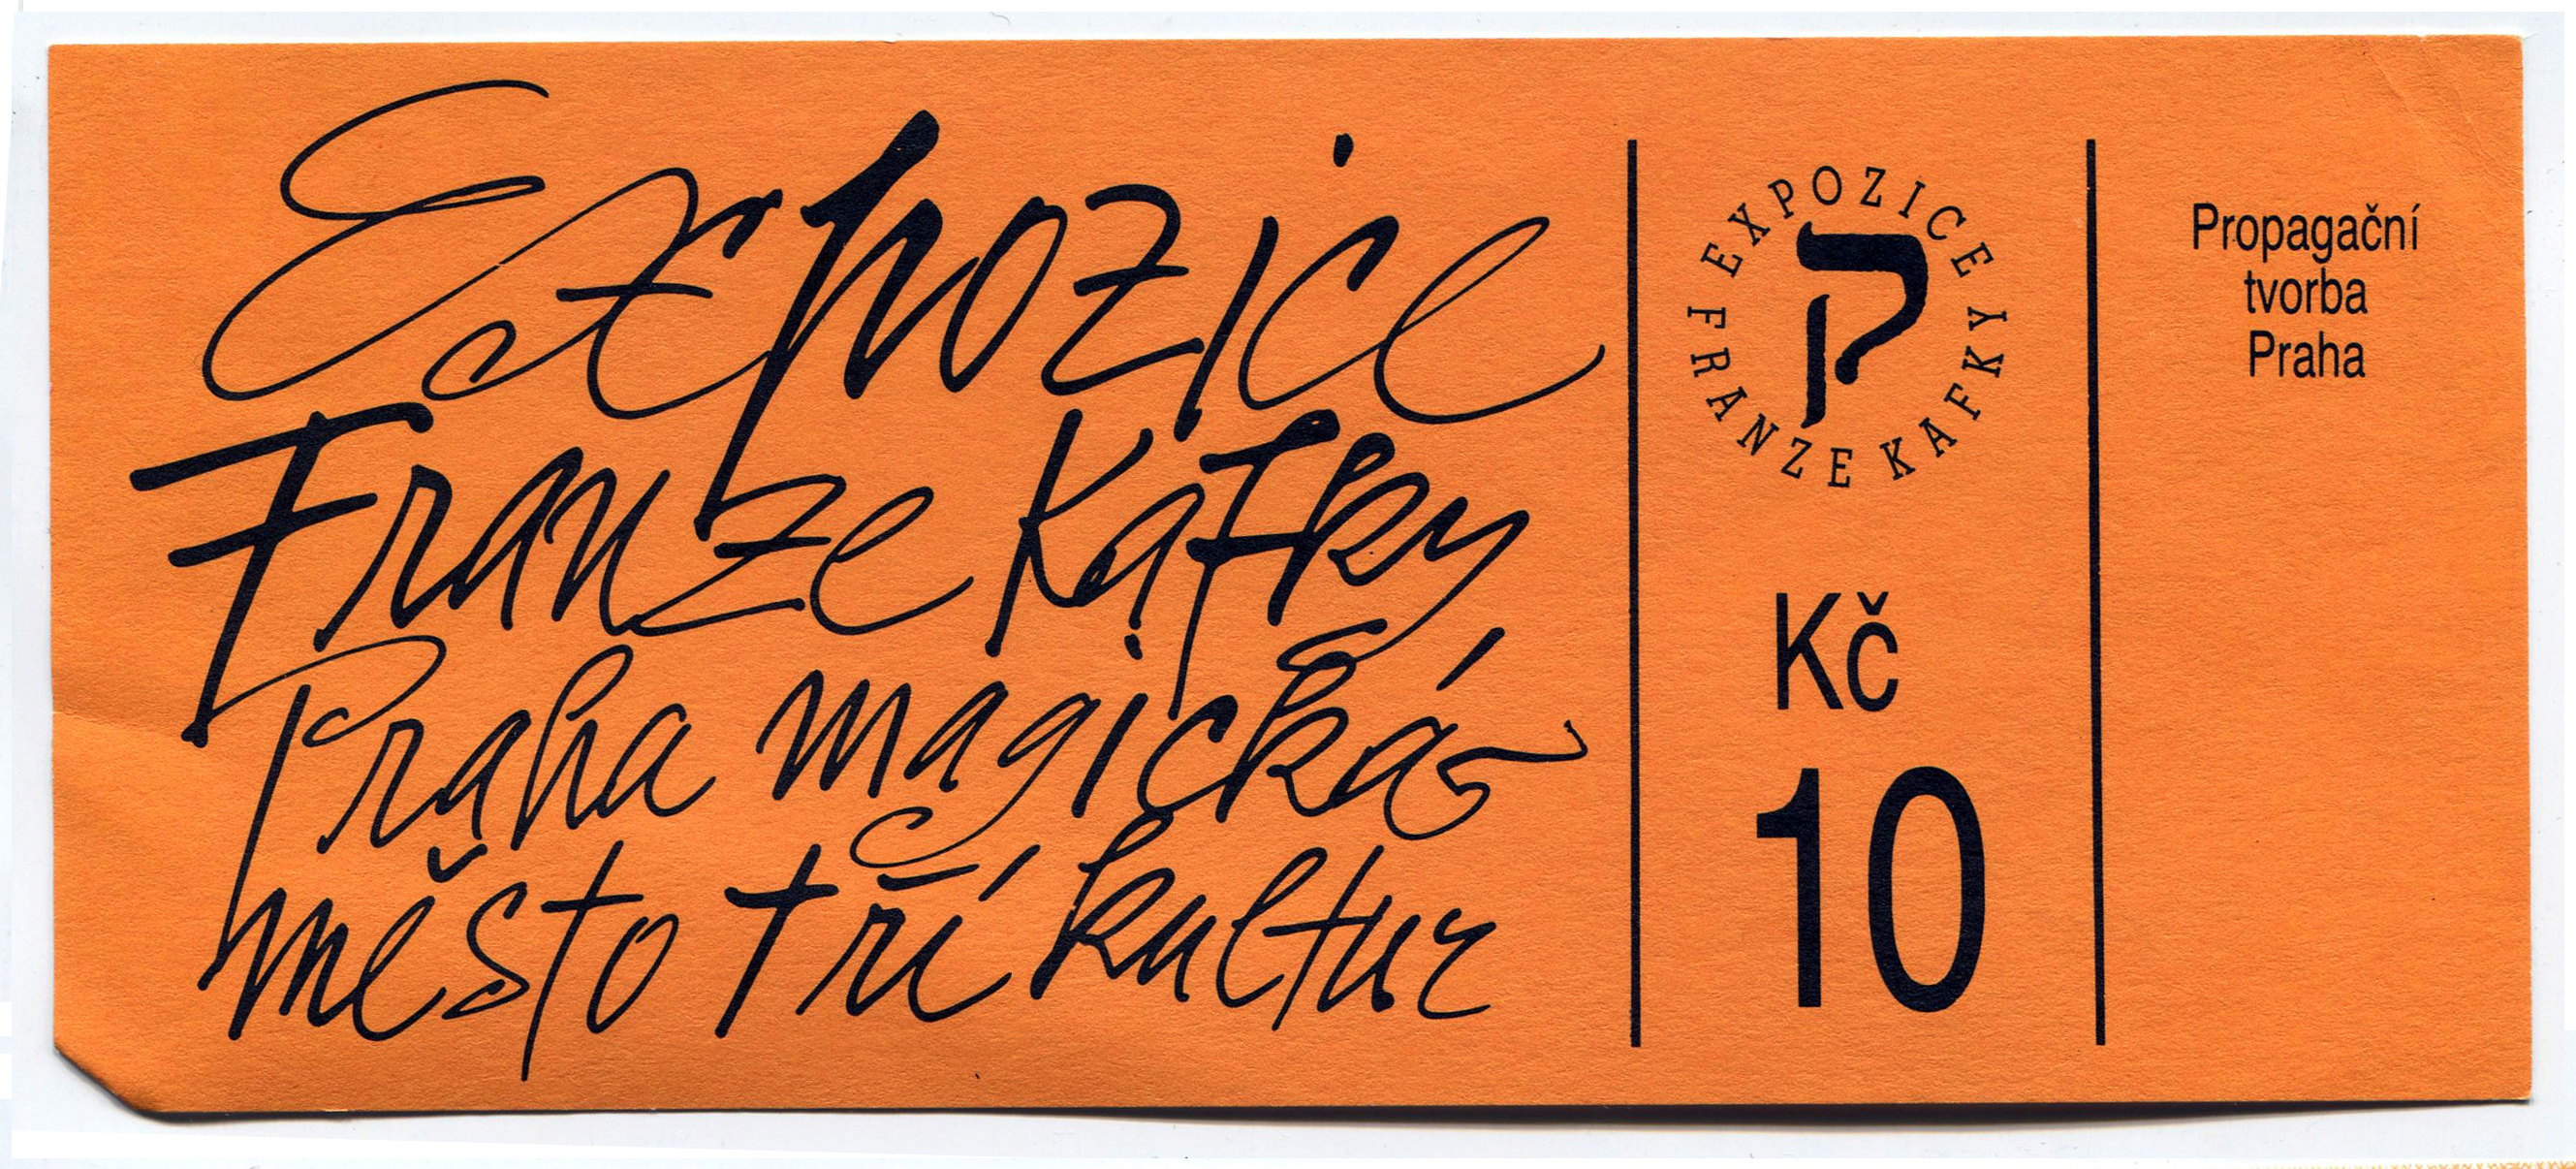 Expozice
Franze Kafky
Praha magická
město tří kultur
EXPOZICE
FRANZE KAFKY
ק
Kč
10
Propagační
tvorba
Praha